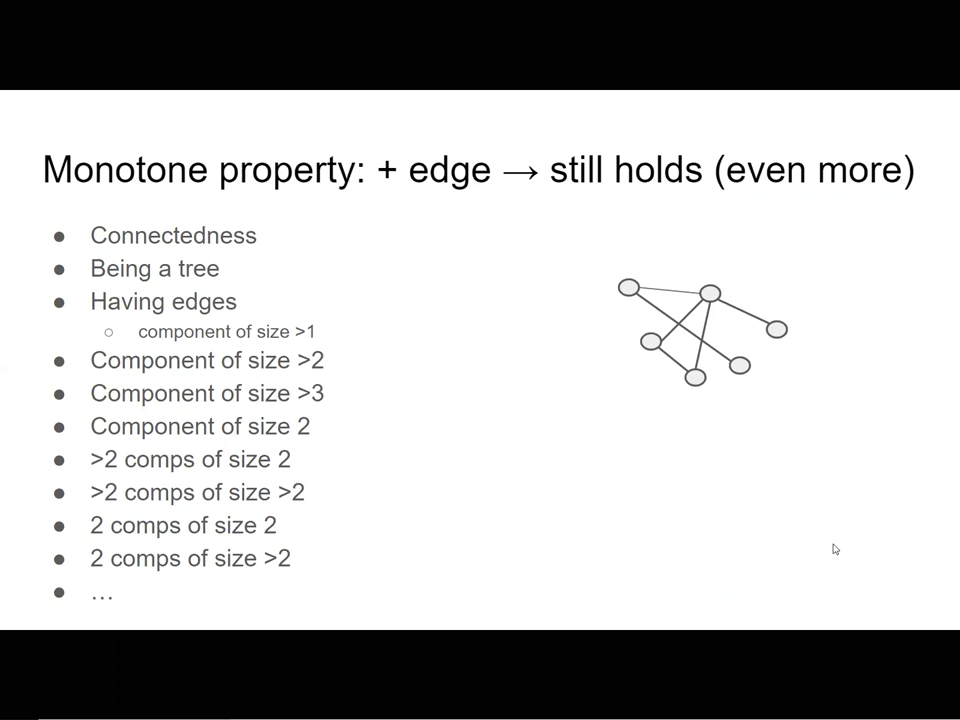 Monotone property: + edge → still holds (even more)
● Connectedness
● Being a tree
● Having edges
○ component of size >1
● Component of size >2
● Component of size >3
● Component of size 2
● >2 comps of size 2
● >2 comps of size >2
● 2 comps of size 2
● 2 comps of size >2
● …